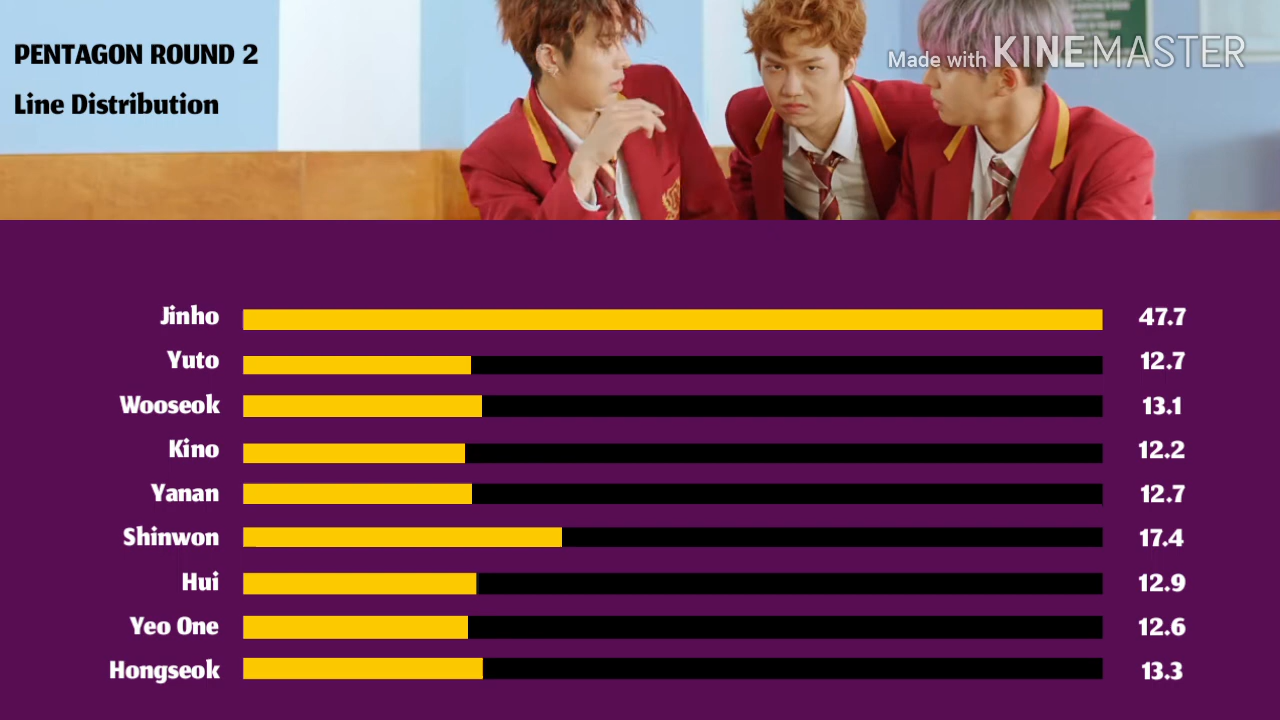 PENTAGON ROUND 2
Line Distribution
Made with KINEMASTER
Jinho 47.7
Yuto 12.7
Wooseok 13.1
Kino 12.2
Yanan 12.7
Shinwon 17.4
Hui 12.9
Yeo One 12.6
Hongseok 13.3